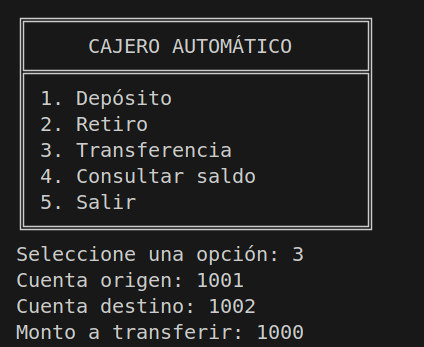 CAJERO AUTOMÁTICO
1. Depósito
2. Retiro
3. Transferencia
4. Consultar saldo
5. Salir
Seleccione una opción: 3
Cuenta origen: 1001
Cuenta destino: 1002
Monto a transferir: 1000